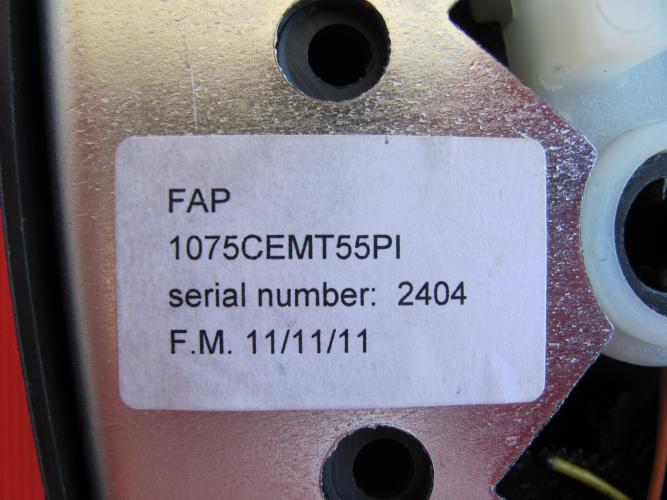 FAP
1075CEMT55PI
serial number: 2404
F.M. 11/11/11